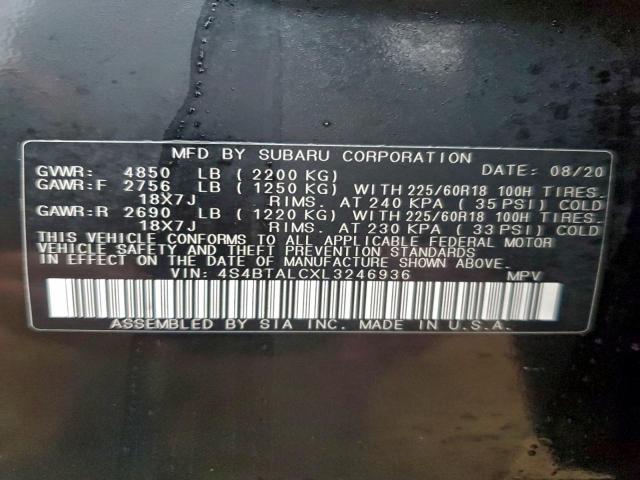 MFD BY SUBARU CORPORATION
DATE: 08/20
GVWR: 4850 LB ( 2200 KG)
GAWR:F 2756 LB ( 1250 KG) WITH 225/60R18 100H TIRES.
18X7J RIMS. AT 240 KPA ( 35 PSI) COLD
GAWR:R 2690 LB ( 1220 KG) WITH 225/60R18 100H TIRES.
18X7J RIMS. AT 230 KPA ( 33 PSI) COLD
THIS VEHICLE CONFORMS TO ALL APPLICABLE FEDERAL MOTOR
VEHICLE SAFETY AND THEFT PREVENTION STANDARDS
IN EFFECT ON THE DATE OF MANUFACTURE SHOWN ABOVE.
VIN: 4S4BTALCXL3246936 MPV
ASSEMBLED BY SIA INC. MADE IN U.S.A.